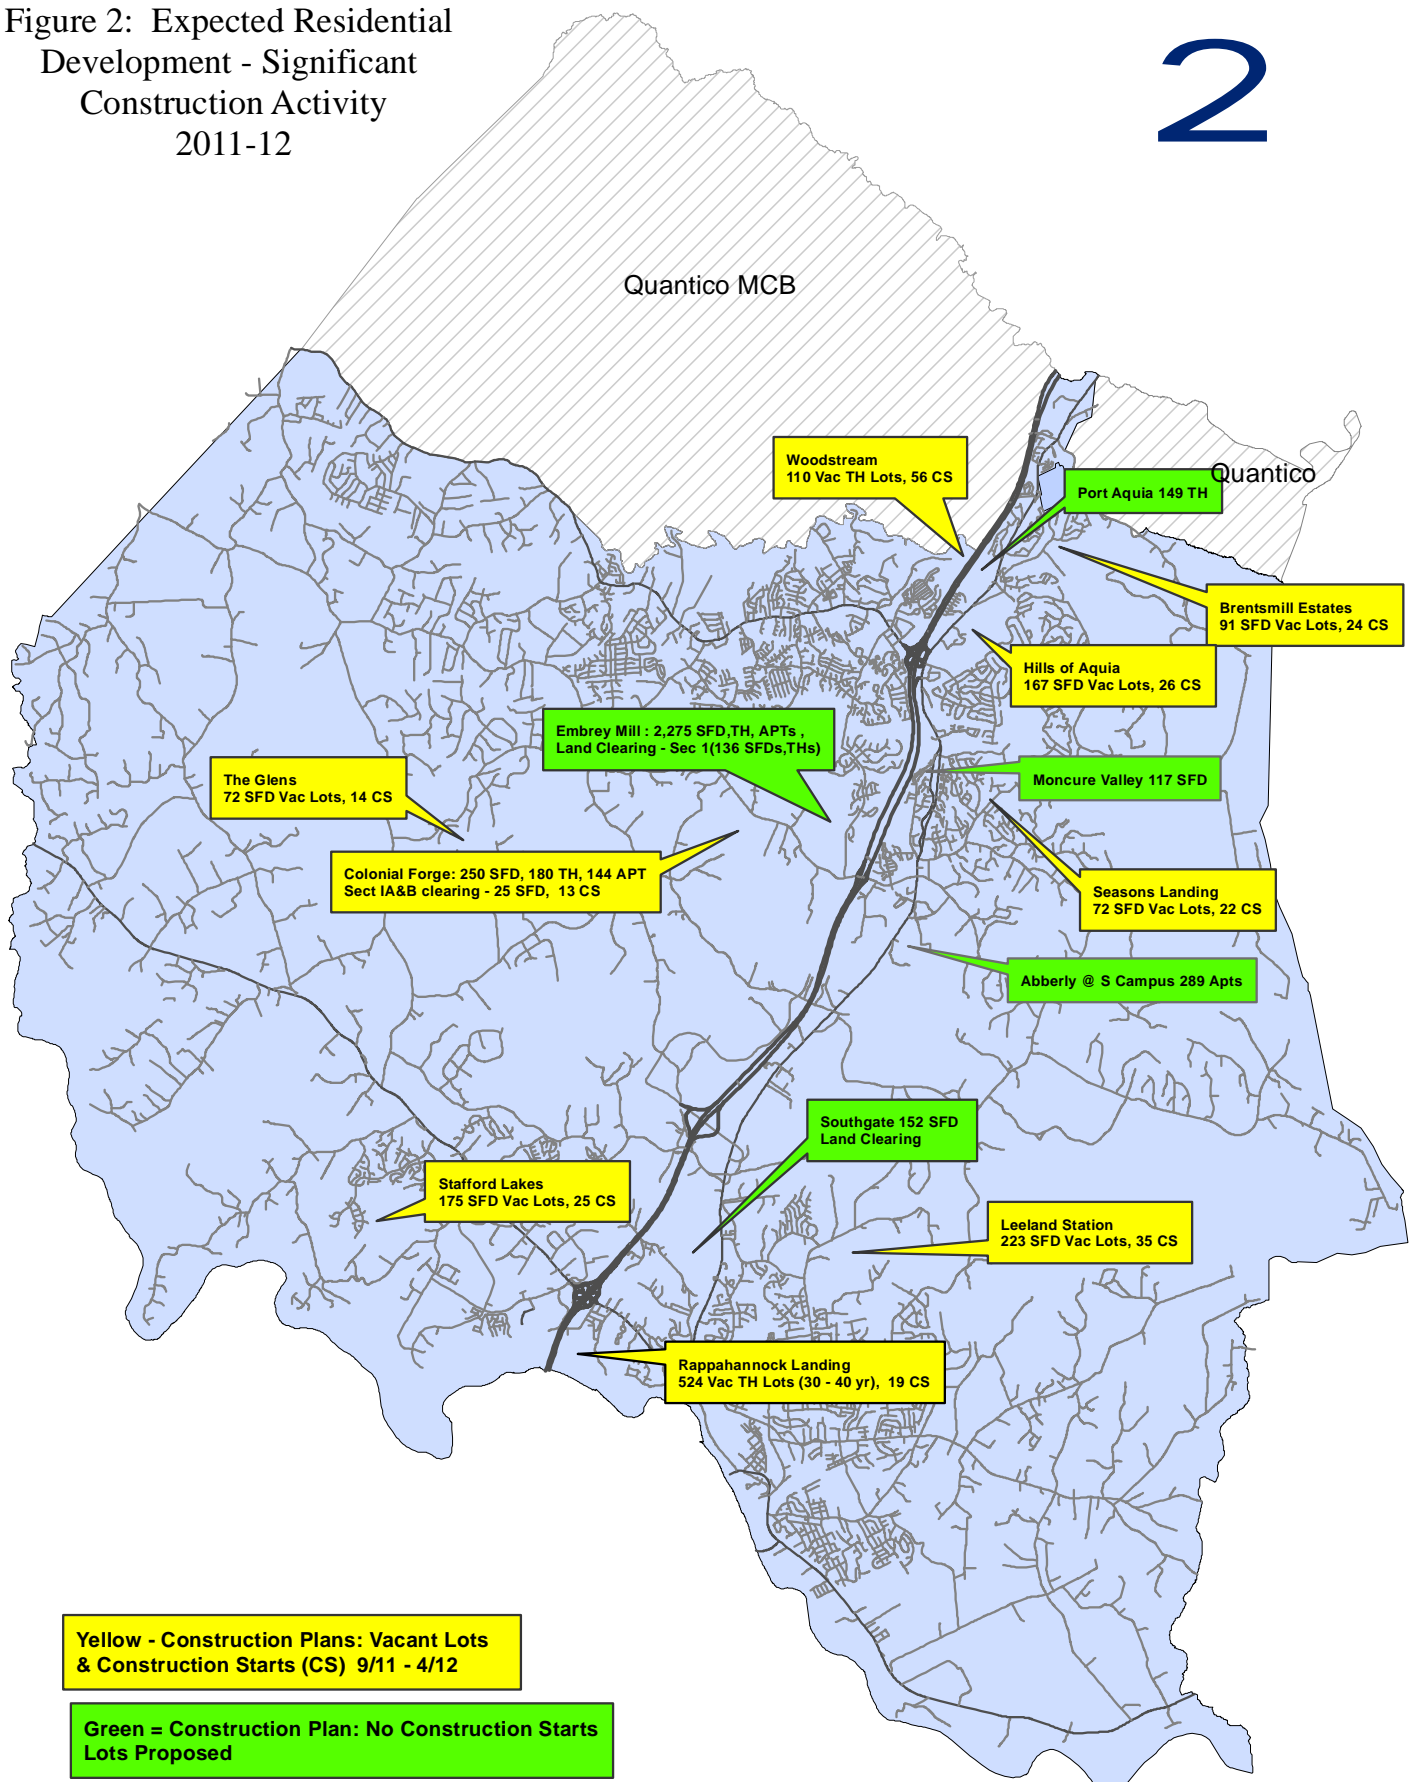 Figure 2: Expected Residential
Development - Significant
Construction Activity
2011-12
2
Quantico MCB
Woodstream
110 Vac TH Lots, 56 CS
Quantico
Port Aquia 149 TH
Brentsmill Estates
91 SFD Vac Lots, 24 CS
Hills of Aquia
167 SFD Vac Lots, 26 CS
Embrey Mill : 2,275 SFD,TH, APTs ,
Land Clearing - Sec 1(136 SFDs,THs)
The Glens
72 SFD Vac Lots, 14 CS
Moncure Valley 117 SFD
Colonial Forge: 250 SFD, 180 TH, 144 APT
Sect IA&B clearing - 25 SFD, 13 CS
Seasons Landing
72 SFD Vac Lots, 22 CS
Abberly @ S Campus 289 Apts
Southgate 152 SFD
Land Clearing
Stafford Lakes
175 SFD Vac Lots, 25 CS
Leeland Station
223 SFD Vac Lots, 35 CS
Rappahannock Landing
524 Vac TH Lots (30 - 40 yr), 19 CS
Yellow - Construction Plans: Vacant Lots
& Construction Starts (CS) 9/11 - 4/12
Green = Construction Plan: No Construction Starts
Lots Proposed